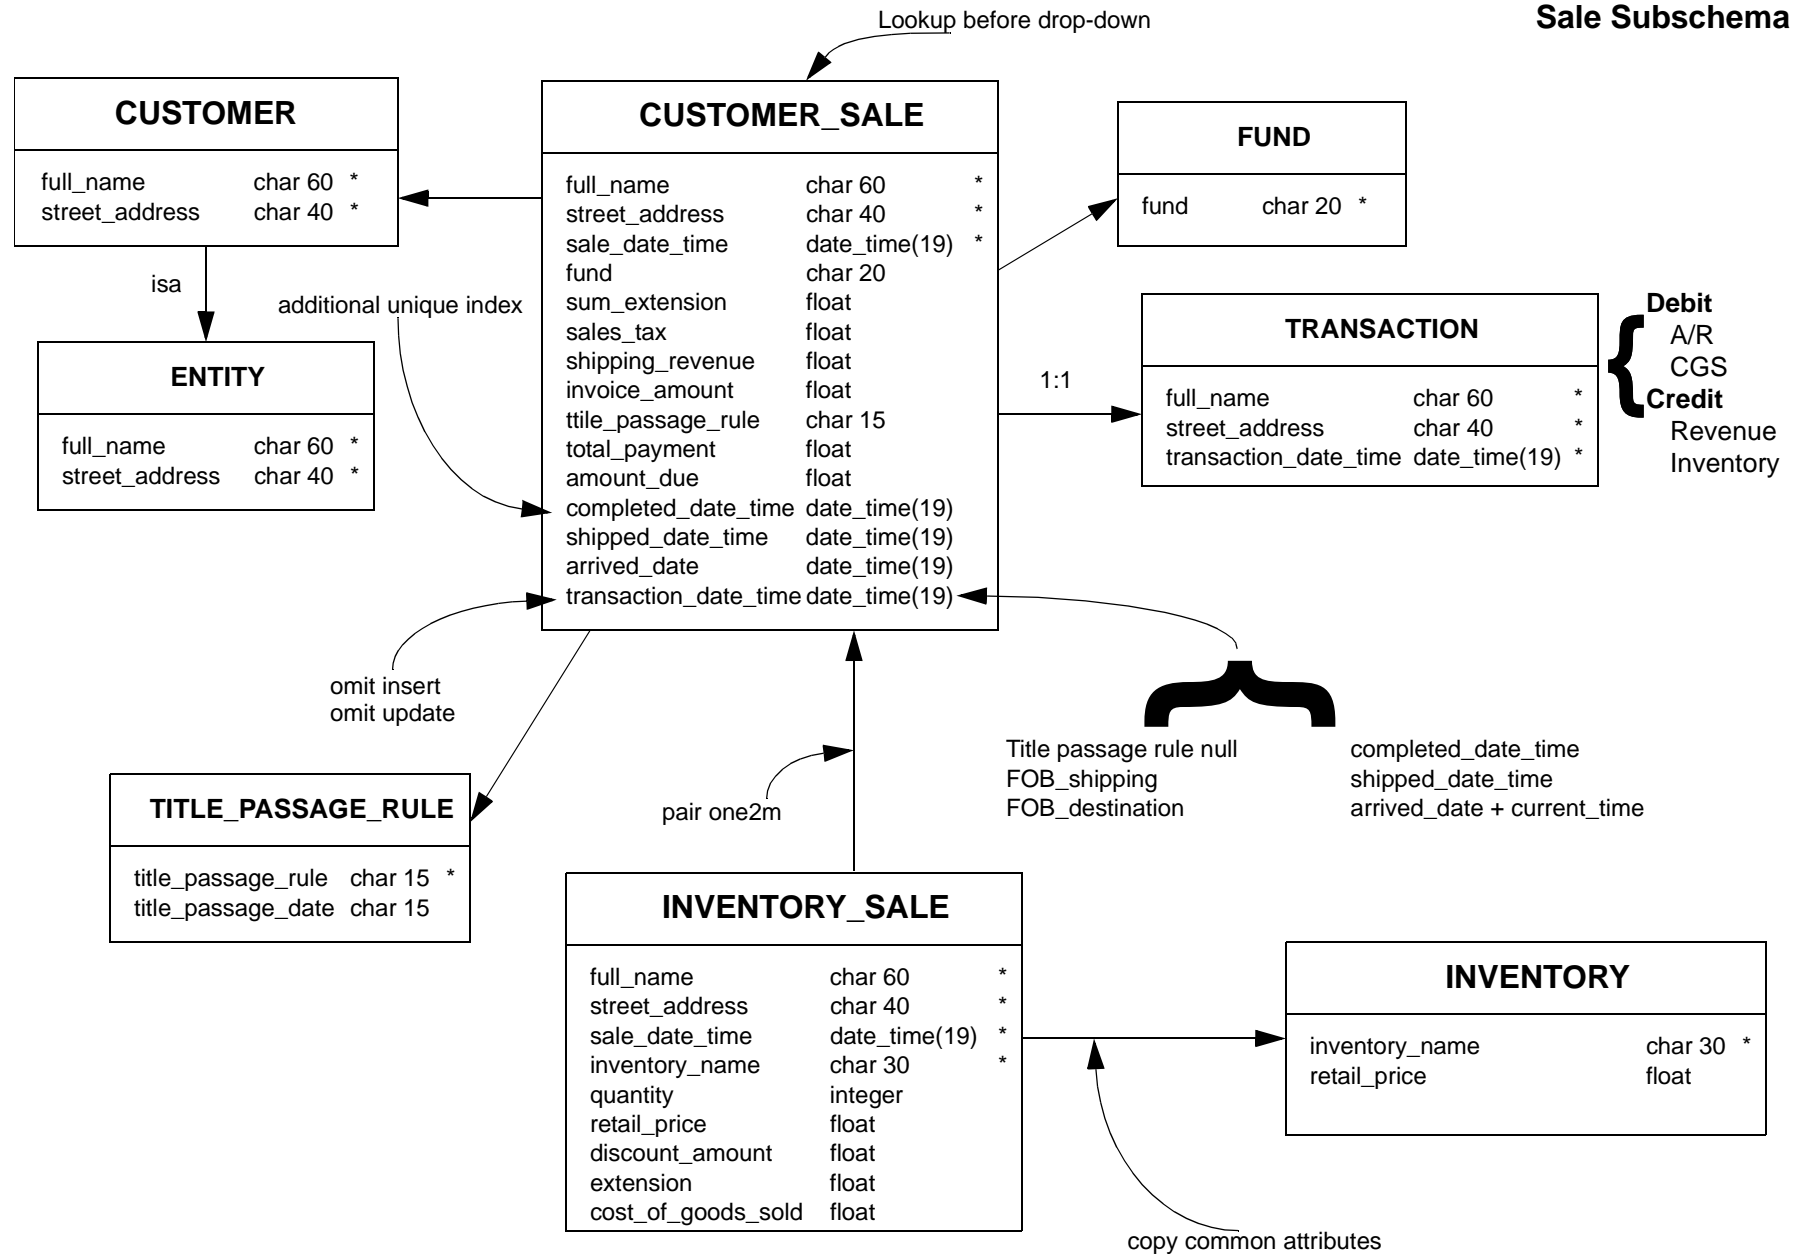 Lookup before drop-down
Sale Subschema
CUSTOMER
full_name char 60 *
street_address char 40 *
isa
ENTITY
full_name char 60 *
street_address char 40 *
additional unique index
CUSTOMER_SALE
full_name char 60 *
street_address char 40 *
sale_date_time date_time(19) *
fund char 20
sum_extension float
sales_tax float
shipping_revenue float
invoice_amount float
ttile_passage_rule char 15
total_payment float
amount_due float
completed_date_time date_time(19)
shipped_date_time date_time(19)
arrived_date date_time(19)
transaction_date_time date_time(19)
FUND
fund char 20 *
1:1
TRANSACTION
full_name char 60 *
street_address char 40 *
transaction_date_time date_time(19) *
Debit
A/R
CGS
Credit
Revenue
Inventory
omit insert
omit update
TITLE_PASSAGE_RULE
title_passage_rule char 15 *
title_passage_date char 15
pair one2m
Title passage rule null completed_date_time
FOB_shipping shipped_date_time
FOB_destination arrived_date + current_time
INVENTORY_SALE
full_name char 60 *
street_address char 40 *
sale_date_time date_time(19) *
inventory_name char 30 *
quantity integer
retail_price float
discount_amount float
extension float
cost_of_goods_sold float
INVENTORY
inventory_name char 30 *
retail_price float
copy common attributes